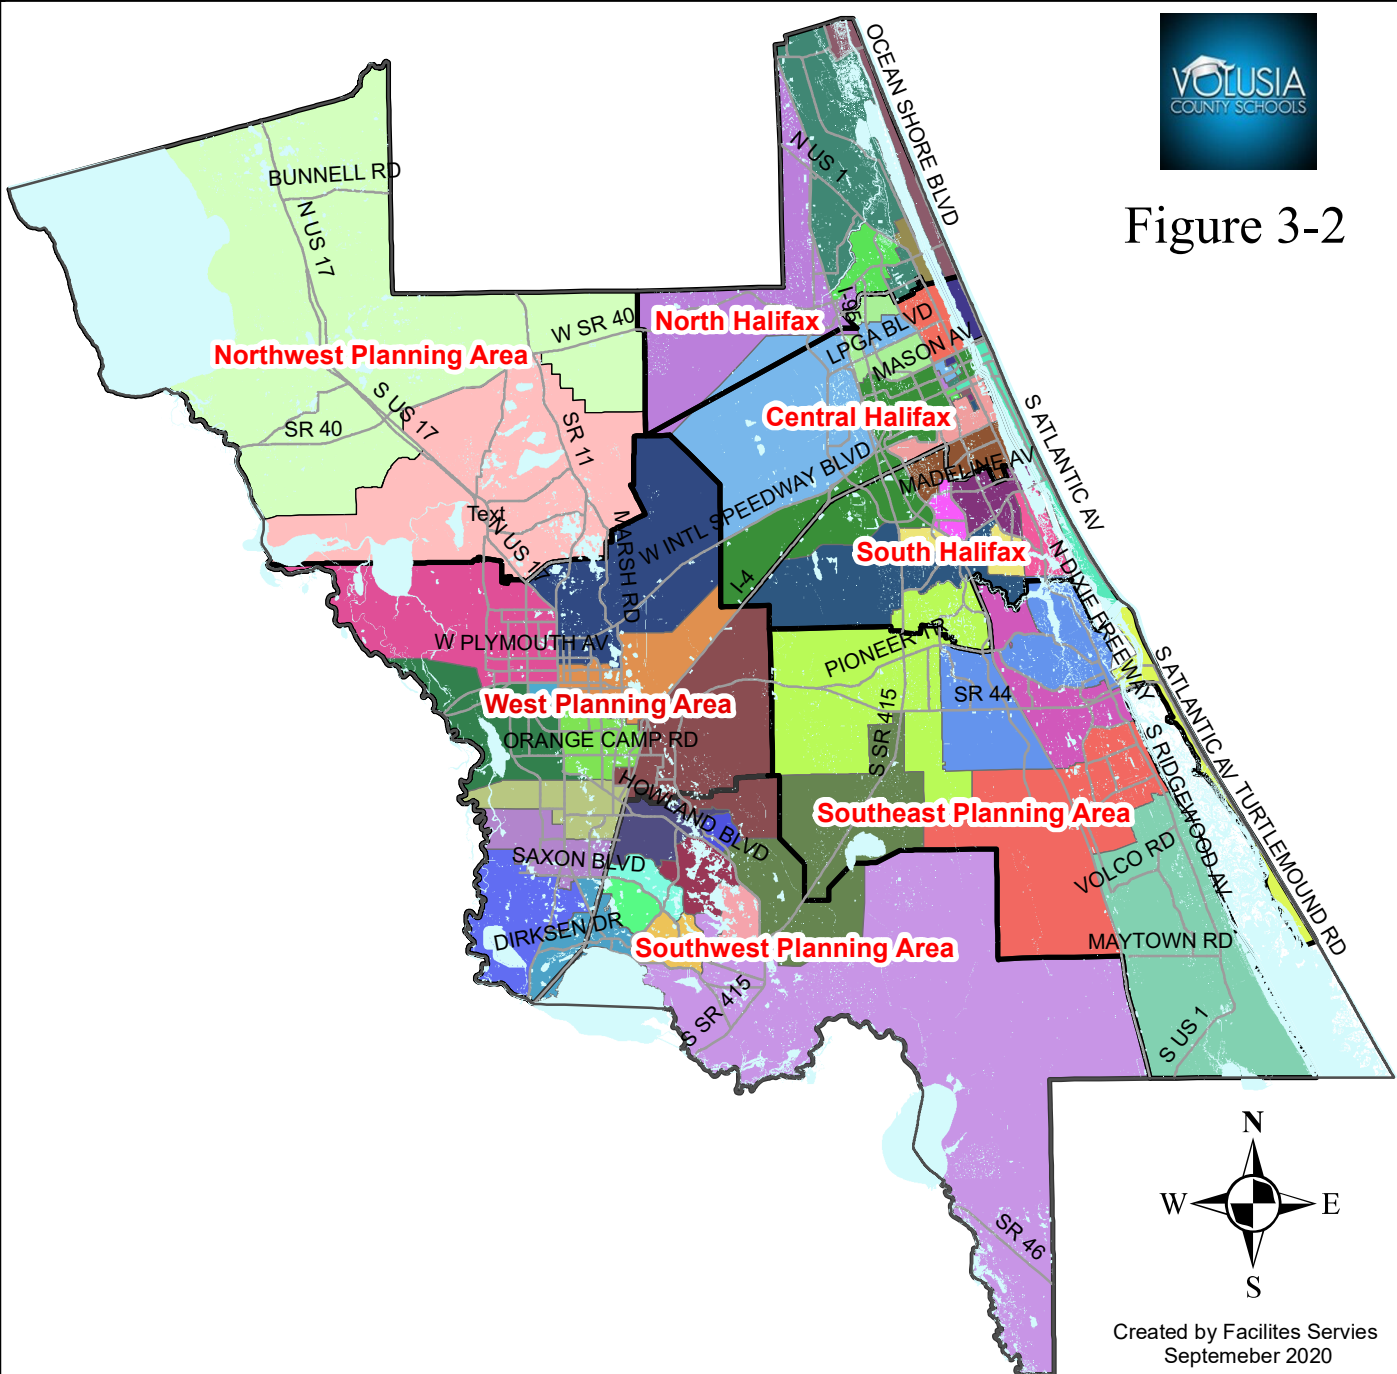 VOLUSIA
COUNTY SCHOOLS
Figure 3-2
OCEAN SHORE BLVD
N US 1
BUNNELL RD
N US 17
I-95
W SR 40
North Halifax
LPGA BLVD
Northwest Planning Area
MASON AV
S US 17
SR 40
SR 11
Central Halifax
S ATLANTIC AV
W INTL SPEEDWAY BLVD
MADELINE AV
Text
N US 17
MARSH RD
South Halifax
I-4
N DIXIE FREEWAY
W PLYMOUTH AV
PIONEER TR
SR 44
S SR 415
S ATLANTIC AV
West Planning Area
ORANGE CAMP RD
HOWLAND BLVD
S RIDGEWOOD AV
TURTLEMOUND RD
Southeast Planning Area
SAXON BLVD
VOLCO RD
DIRKSEN DR
Southwest Planning Area
MAYTOWN RD
S SR 415
S US 1
SR 46
N
W E
S
Created by Facilites Servies
Septemeber 2020